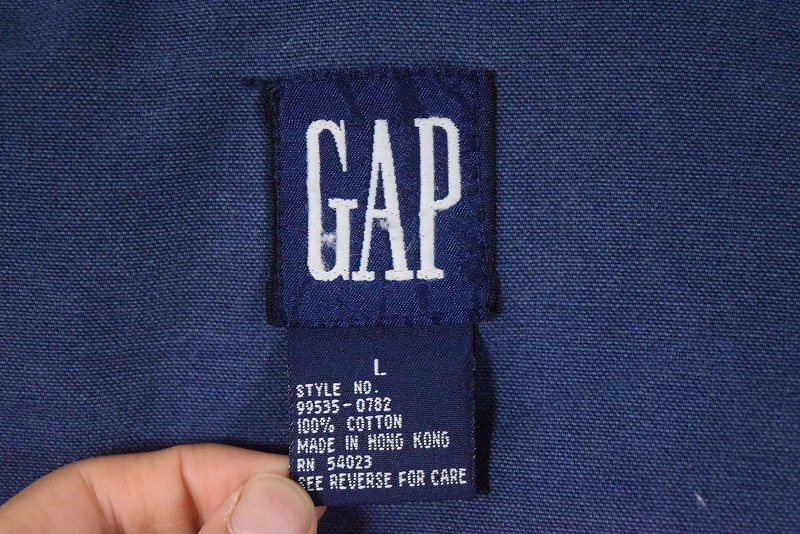 GAP
L
STYLE NO.
99535-0782
100% COTTON
MADE IN HONG KONG
RN 54023
SEE REVERSE FOR CARE